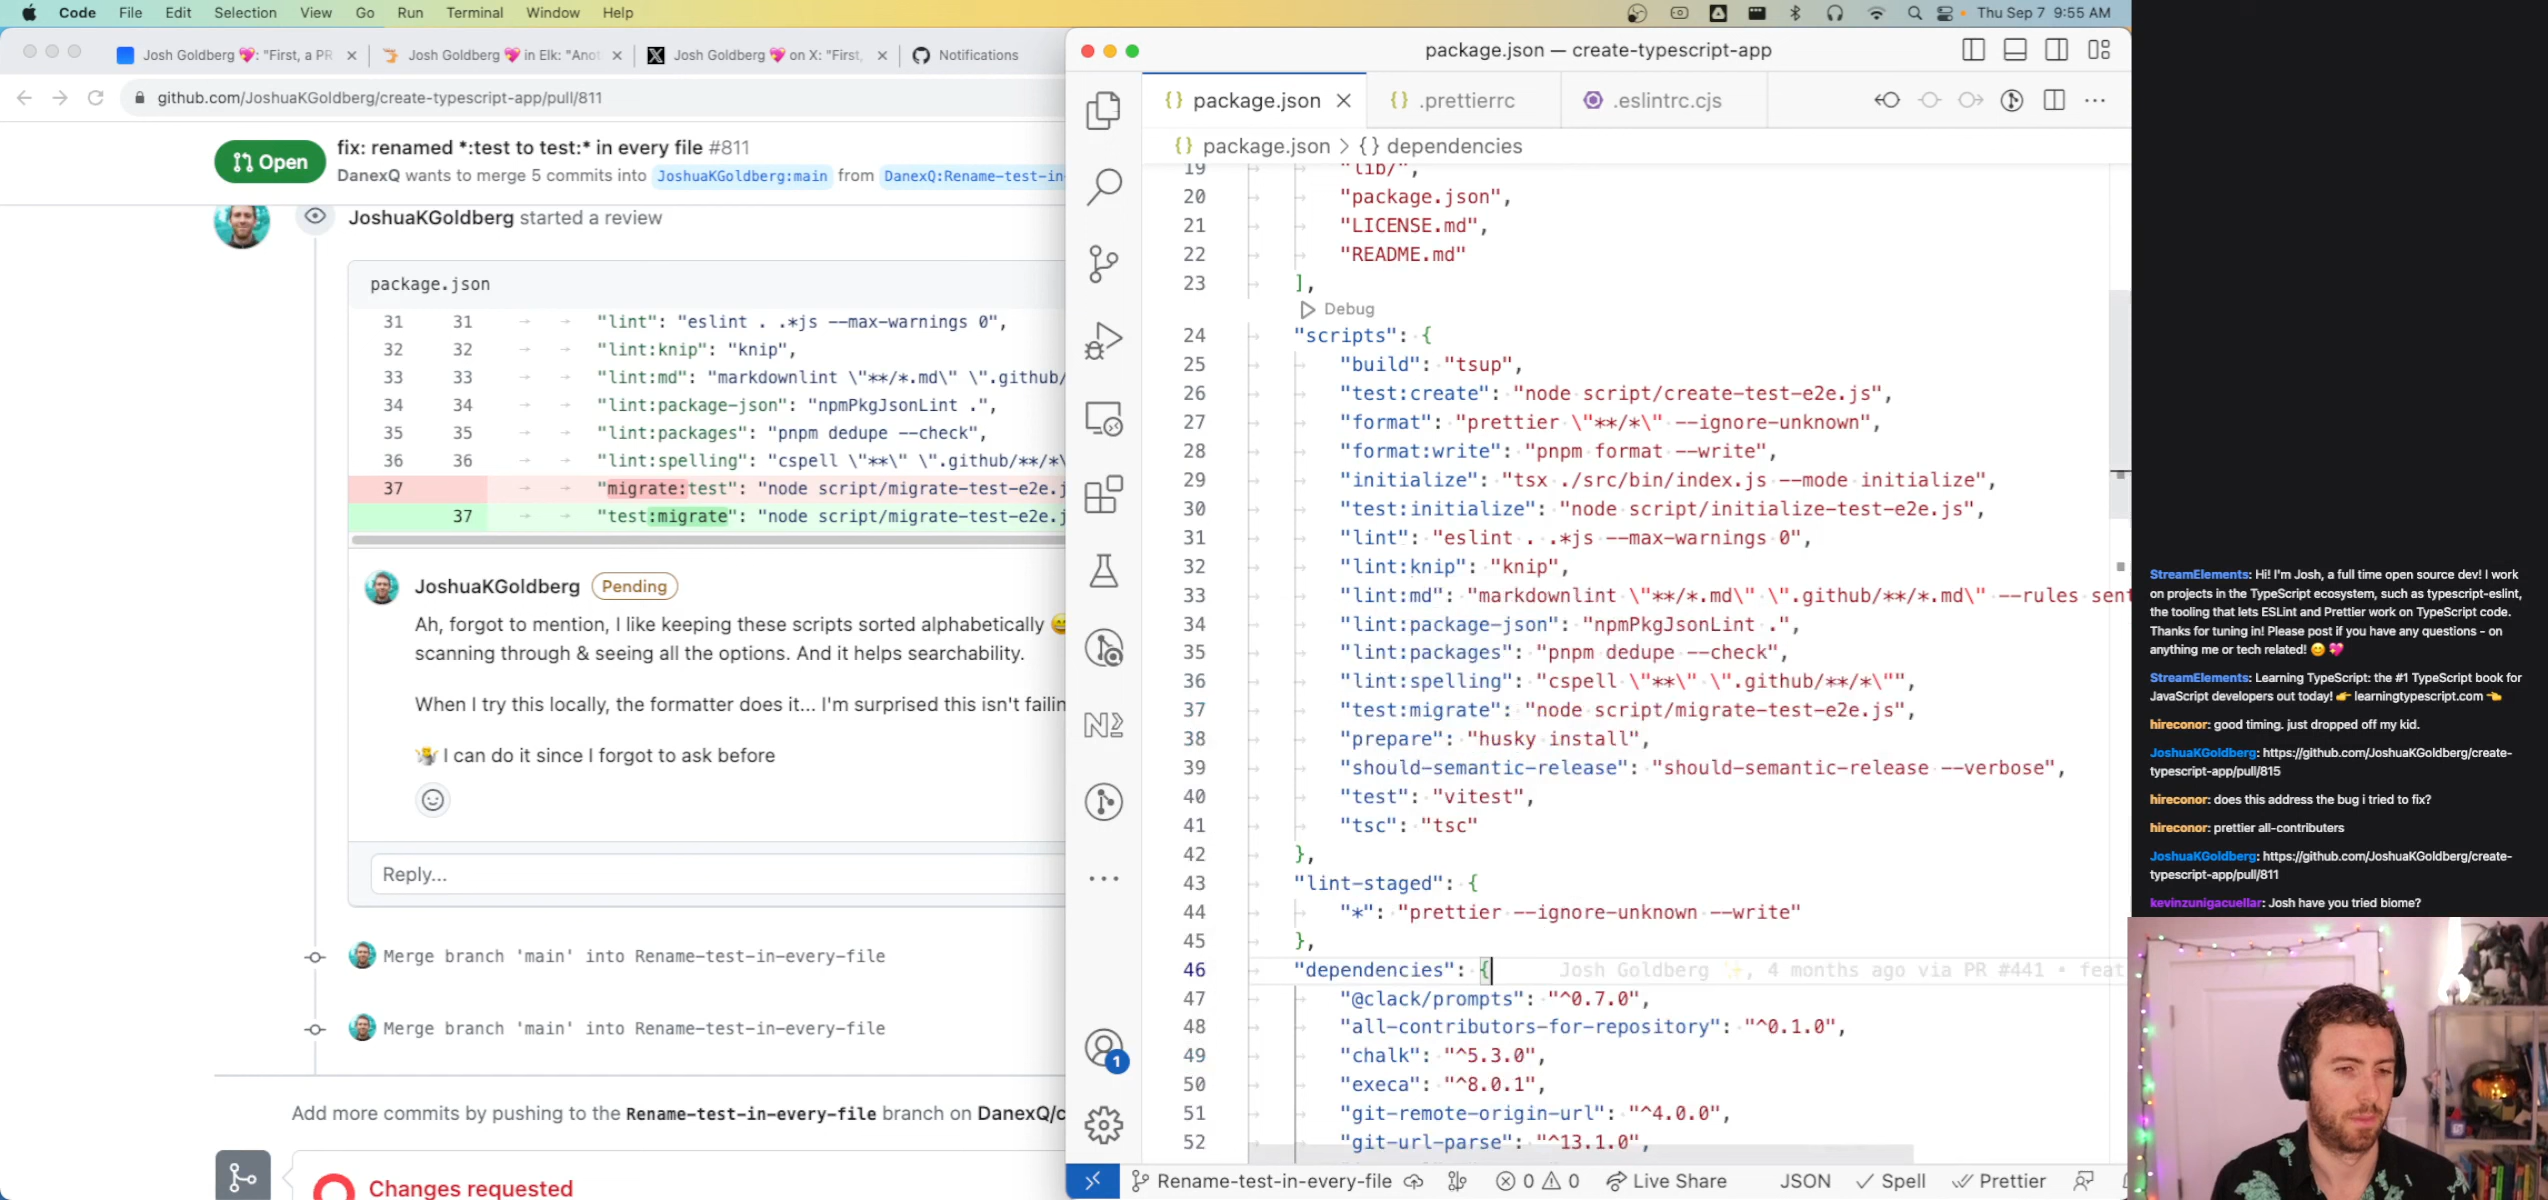 Code File Edit Selection View Go Run Terminal Window Help
Thu Sep 7 9:55 AM
Josh Goldberg 💖: "First, a PR
Josh Goldberg 💖 in Elk: "Anot
Josh Goldberg 💖 on X: "First,
Notifications
github.com/JoshuaKGoldberg/create-typescript-app/pull/811
Open
fix: renamed *:test to test:* in every file #811
DanexQ wants to merge 5 commits into JoshuaKGoldberg:main from DanexQ:Rename-test-in-
JoshuaKGoldberg started a review
package.json
31 31 "lint": "eslint . .*js --max-warnings 0",
32 32 "lint:knip": "knip",
33 33 "lint:md": "markdownlint \"**/*.md\" \".github/
34 34 "lint:package-json": "npmPkgJsonLint .",
35 35 "lint:packages": "pnpm dedupe --check",
36 36 "lint:spelling": "cspell \"**\" \".github/**/*\
37 "migrate:test": "node script/migrate-test-e2e.j
37 "test:migrate": "node script/migrate-test-e2e.j
JoshuaKGoldberg Pending
Ah, forgot to mention, I like keeping these scripts sorted alphabetically 😄
scanning through & seeing all the options. And it helps searchability.
When I try this locally, the formatter does it... I'm surprised this isn't failin
I can do it since I forgot to ask before
Reply...
Merge branch 'main' into Rename-test-in-every-file
Merge branch 'main' into Rename-test-in-every-file
Add more commits by pushing to the Rename-test-in-every-file branch on DanexQ/c
Changes requested
package.json — create-typescript-app
{} package.json {} .prettierrc .eslintrc.cjs
{} package.json > {} dependencies
19 "lib/",
20 "package.json",
21 "LICENSE.md",
22 "README.md"
23 ],
Debug
24 "scripts": {
25 "build": "tsup",
26 "test:create": "node script/create-test-e2e.js",
27 "format": "prettier \"**/*\" --ignore-unknown",
28 "format:write": "pnpm format --write",
29 "initialize": "tsx ./src/bin/index.js --mode initialize",
30 "test:initialize": "node script/initialize-test-e2e.js",
31 "lint": "eslint . .*js --max-warnings 0",
32 "lint:knip": "knip",
33 "lint:md": "markdownlint \"**/*.md\" \".github/**/*.md\" --rules sent
34 "lint:package-json": "npmPkgJsonLint .",
35 "lint:packages": "pnpm dedupe --check",
36 "lint:spelling": "cspell \"**\" \".github/**/*\"",
37 "test:migrate": "node script/migrate-test-e2e.js",
38 "prepare": "husky install",
39 "should-semantic-release": "should-semantic-release --verbose",
40 "test": "vitest",
41 "tsc": "tsc"
42 },
43 "lint-staged": {
44 "*": "prettier --ignore-unknown --write"
45 },
46 "dependencies": { Josh Goldberg ✨, 4 months ago via PR #441 • feat
47 "@clack/prompts": "^0.7.0",
48 "all-contributors-for-repository": "^0.1.0",
49 "chalk": "^5.3.0",
50 "execa": "^8.0.1",
51 "git-remote-origin-url": "^4.0.0",
52 "git-url-parse": "^13.1.0",
1
Rename-test-in-every-file 0 0 Live Share JSON Spell Prettier
StreamElements: Hi! I'm Josh, a full time open source dev! I work
on projects in the TypeScript ecosystem, such as typescript-eslint,
the tooling that lets ESLint and Prettier work on TypeScript code.
Thanks for tuning in! Please post if you have any questions - on
anything me or tech related! 😊 💖
StreamElements: Learning TypeScript: the #1 TypeScript book for
JavaScript developers out today! 👉 learningtypescript.com 👈
hireconor: good timing. just dropped off my kid.
JoshuaKGoldberg: https://github.com/JoshuaKGoldberg/create-
typescript-app/pull/815
hireconor: does this address the bug i tried to fix?
hireconor: prettier all-contributers
JoshuaKGoldberg: https://github.com/JoshuaKGoldberg/create-
typescript-app/pull/811
kevinzunigacuellar: Josh have you tried biome?